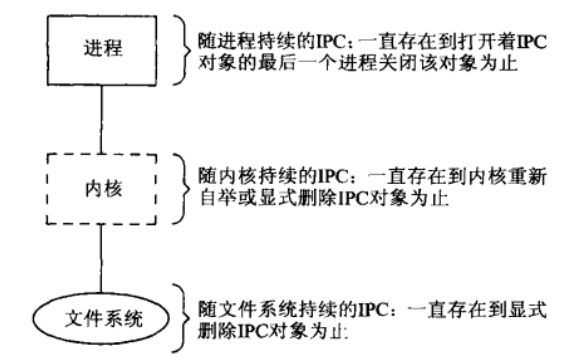 进程
随进程持续的IPC：一直存在到打开着IPC
对象的最后一个进程关闭该对象为止
内核
随内核持续的IPC：一直存在到内核重新
自举或显式删除IPC对象为止
文件系统
随文件系统持续的IPC：一直存在到显式
删除IPC对象为止